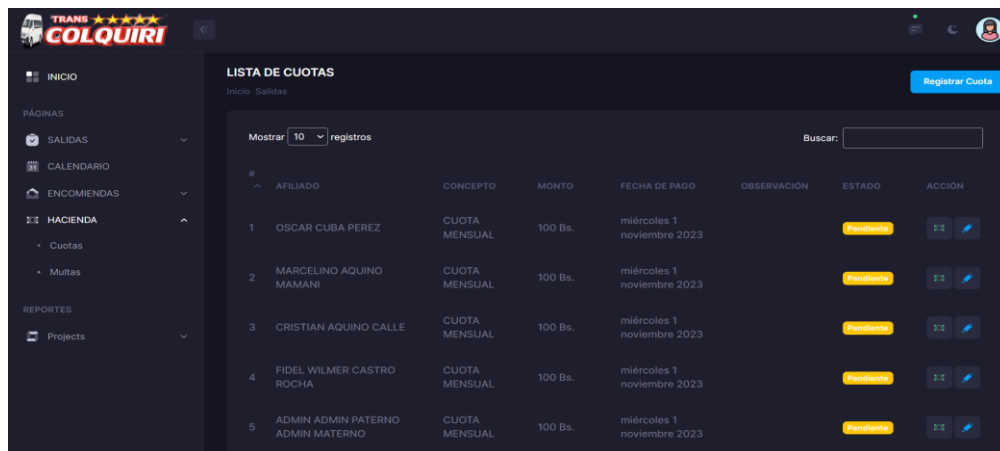 TRANS
COLQUIRI
INICIO
PÁGINAS
SALIDAS
31 CALENDARIO
ENCOMIENDAS
HACIENDA
Cuotas
Multas
REPORTES
Projects
LISTA DE CUOTAS
Inicio Salidas
Registrar Cuota
Mostrar 10 registros
Buscar:
# AFILIADO CONCEPTO MONTO FECHA DE PAGO OBSERVACIÓN ESTADO ACCIÓN
1 OSCAR CUBA PEREZ CUOTA MENSUAL 100 Bs. miércoles 1 noviembre 2023 Pendiente
2 MARCELINO AQUINO MAMANI CUOTA MENSUAL 100 Bs. miércoles 1 noviembre 2023 Pendiente
3 CRISTIAN AQUINO CALLE CUOTA MENSUAL 100 Bs. miércoles 1 noviembre 2023 Pendiente
4 FIDEL WILMER CASTRO ROCHA CUOTA MENSUAL 100 Bs. miércoles 1 noviembre 2023 Pendiente
5 ADMIN ADMIN PATERNO ADMIN MATERNO CUOTA MENSUAL 100 Bs. miércoles 1 noviembre 2023 Pendiente